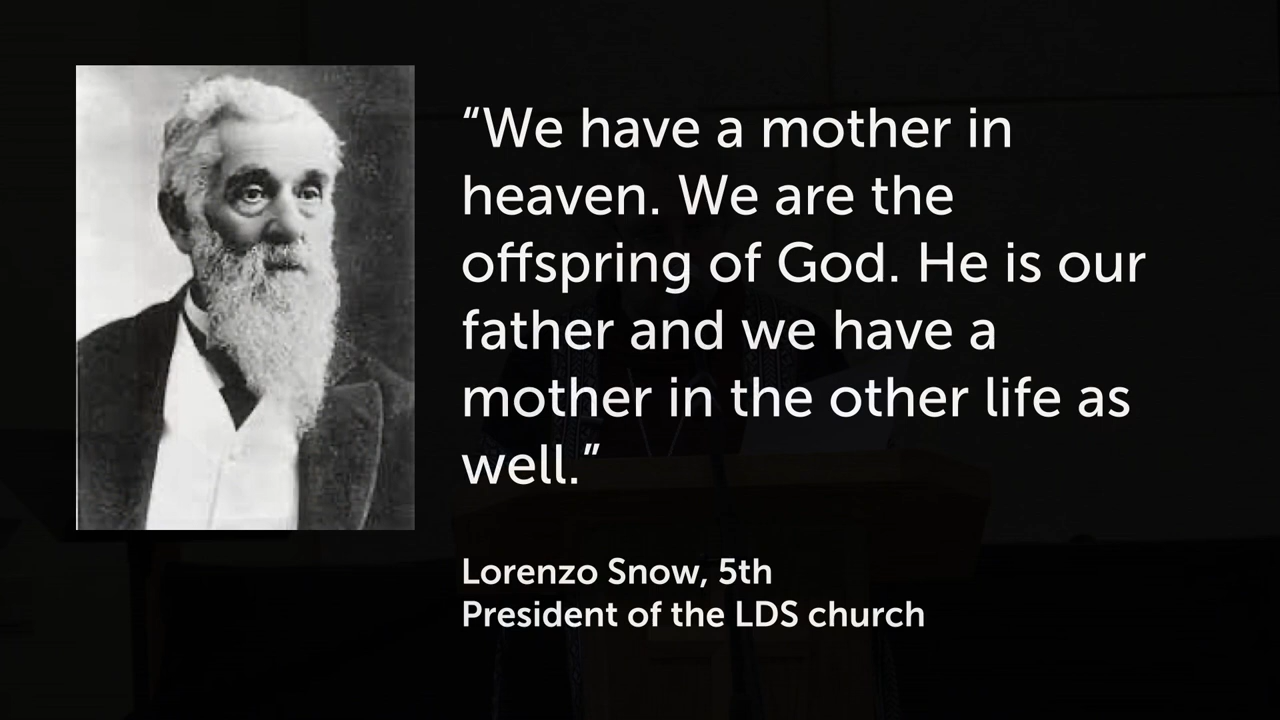 “We have a mother in
heaven. We are the
offspring of God. He is our
father and we have a
mother in the other life as
well.”
Lorenzo Snow, 5th
President of the LDS church